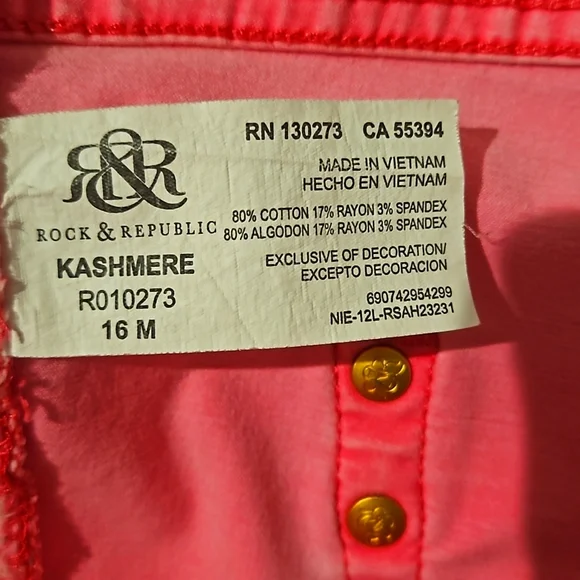 R&R
ROCK & REPUBLIC
KASHMERE
R010273
16 M
RN 130273 CA 55394
MADE IN VIETNAM
HECHO EN VIETNAM
80% COTTON 17% RAYON 3% SPANDEX
80% ALGODON 17% RAYON 3% SPANDEX
EXCLUSIVE OF DECORATION/
EXCEPTO DECORACION
690742954299
NIE-12L-RSAH23231